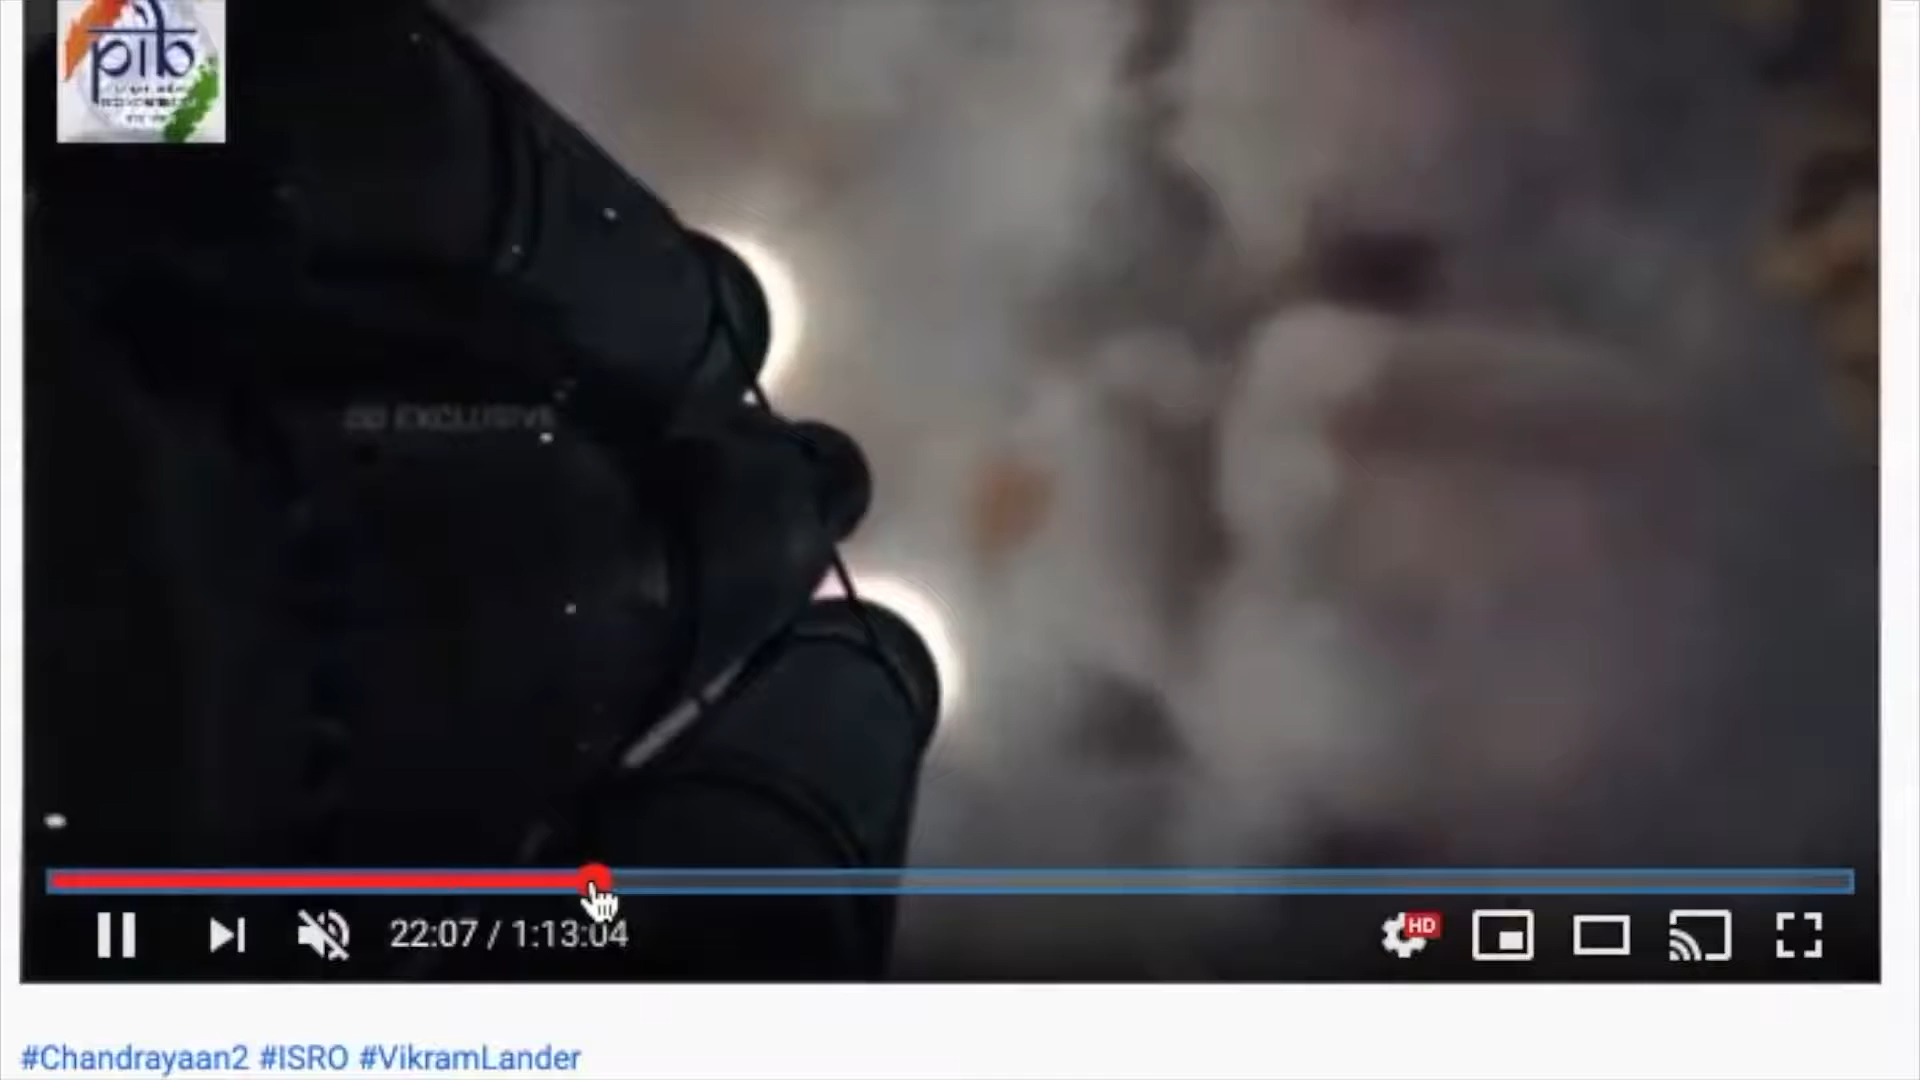 pib
DD EXCLUSIVE
22:07 / 1:13:04
HD
#Chandrayaan2 #ISRO #VikramLander